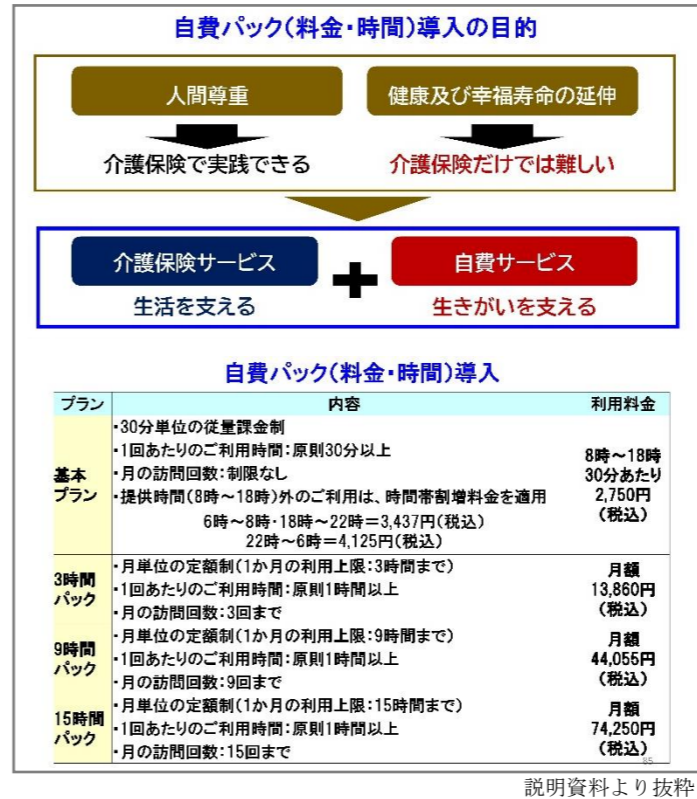 自費パック(料金・時間)導入の目的
人間尊重
健康及び幸福寿命の延伸
介護保険で実践できる
介護保険だけでは難しい
介護保険サービス
自費サービス
+
生活を支える
生きがいを支える
自費パック(料金・時間)導入
プラン
内容
利用料金
基本
プラン
・30分単位の従量課金制
・1回あたりのご利用時間:原則30分以上
・月の訪問回数:制限なし
・提供時間(8時～18時)外のご利用は、時間帯割増料金を適用
6時～8時・18時～22時=3,437円(税込)
22時～6時=4,125円(税込)
8時～18時
30分あたり
2,750円
(税込)
3時間
パック
・月単位の定額制(1か月の利用上限:3時間まで)
・1回あたりのご利用時間:原則1時間以上
・月の訪問回数:3回まで
月額
13,860円
(税込)
9時間
パック
・月単位の定額制(1か月の利用上限:9時間まで)
・1回あたりのご利用時間:原則1時間以上
・月の訪問回数:9回まで
月額
44,055円
(税込)
15時間
パック
・月単位の定額制(1か月の利用上限:15時間まで)
・1回あたりのご利用時間:原則1時間以上
・月の訪問回数:15回まで
月額
74,250円
(税込)
85
説明資料より抜粋